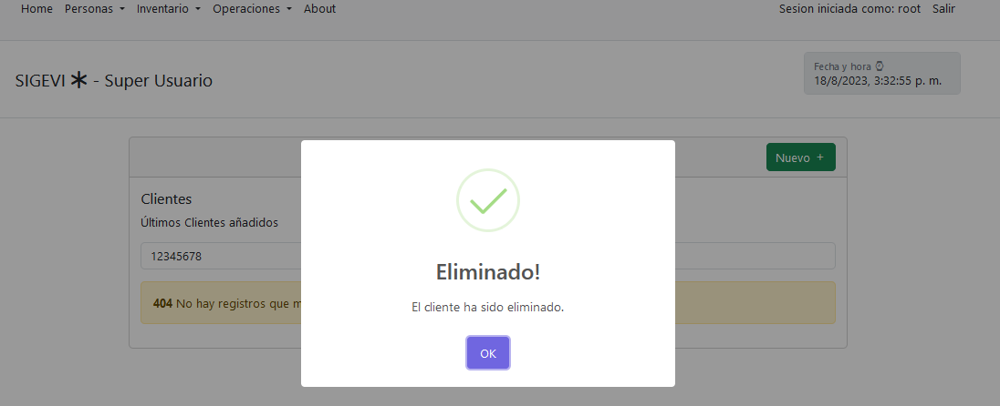 Home Personas Inventario Operaciones About Sesion iniciada como: root Salir
SIGEVI * - Super Usuario
Fecha y hora
18/8/2023, 3:32:55 p. m.
Nuevo +
Clientes
Últimos Clientes añadidos
12345678
404 No hay registros que m
Eliminado!
El cliente ha sido eliminado.
OK